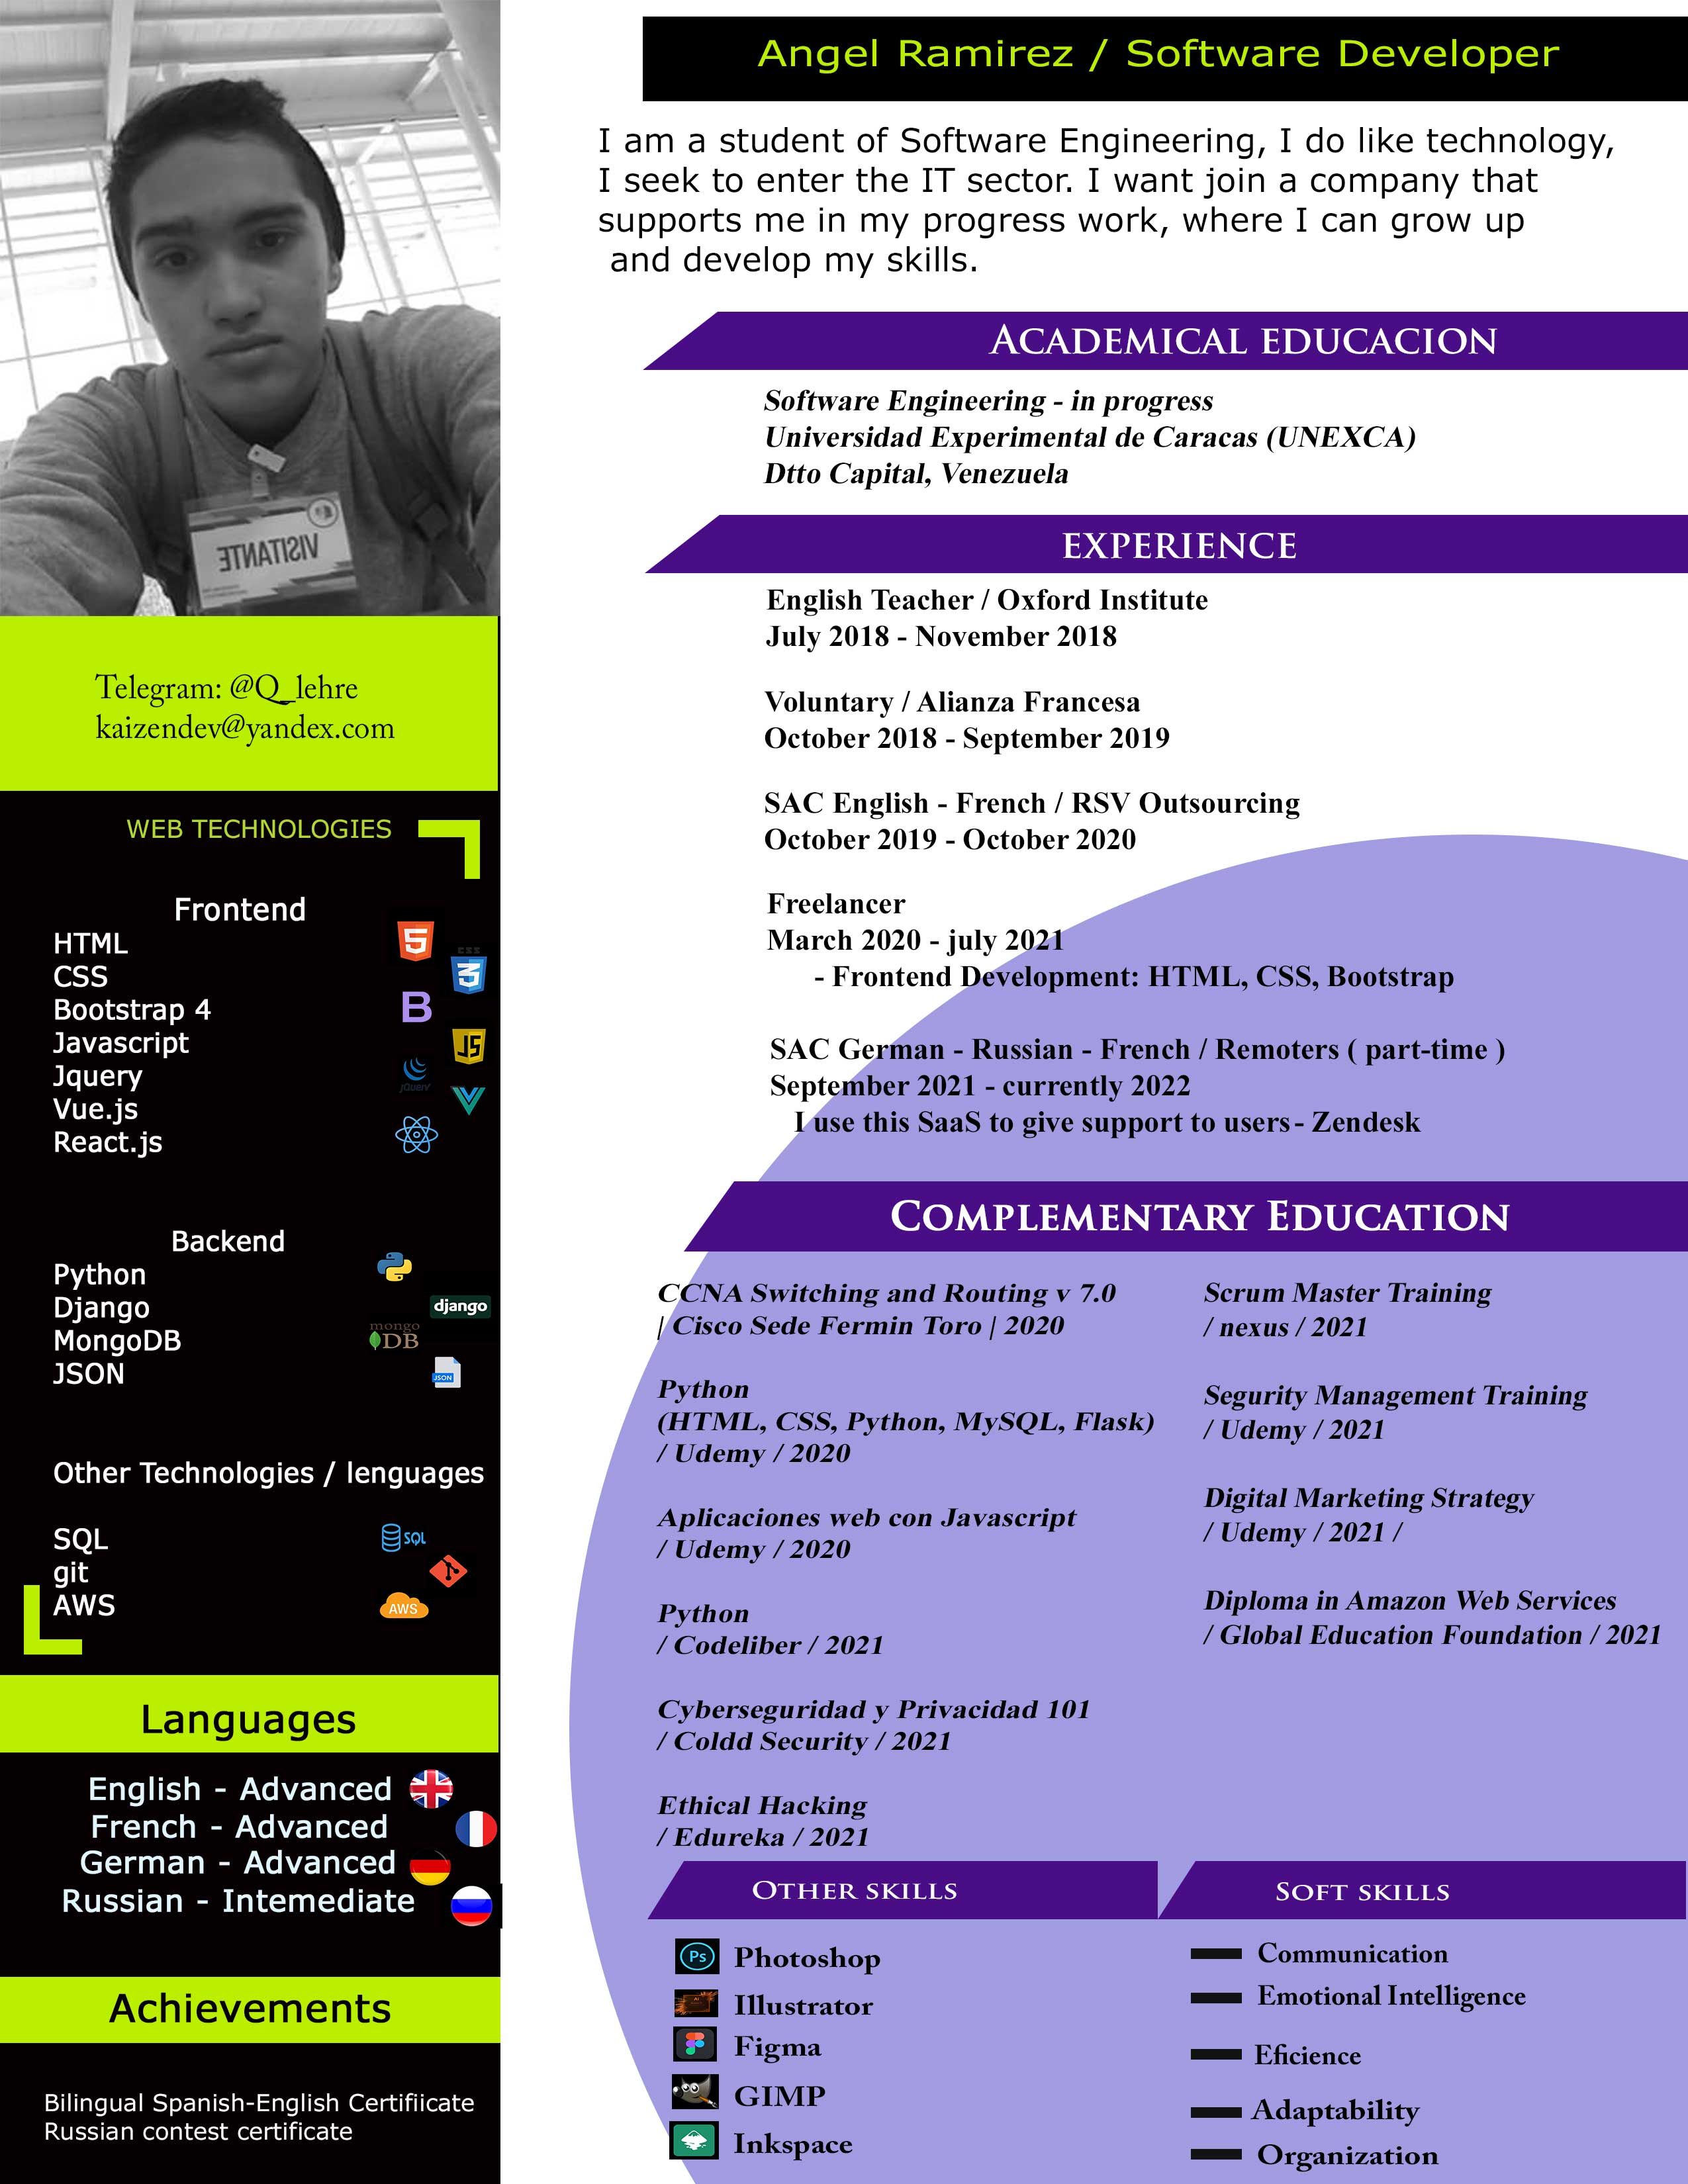 Angel Ramirez / Software Developer
I am a student of Software Engineering, I do like technology,
I seek to enter the IT sector. I want join a company that
supports me in my progress work, where I can grow up
and develop my skills.
VISITANTE
Telegram: @Q_lehre
kaizendev@yandex.com
WEB TECHNOLOGIES
Frontend
HTML
CSS
Bootstrap 4
Javascript
Jquery
Vue.js
React.js
5
CSS
3
B
JS
jQuery
Backend
Python
Django
MongoDB
JSON
django
mongo
DB
JSON
Other Technologies / lenguages
SQL
git
AWS
SQL
AWS
Languages
English - Advanced
French - Advanced
German - Advanced
Russian - Intemediate
Achievements
Bilingual Spanish-English Certifiicate
Russian contest certificate
ACADEMICAL EDUCACION
Software Engineering - in progress
Universidad Experimental de Caracas (UNEXCA)
Dtto Capital, Venezuela
EXPERIENCE
English Teacher / Oxford Institute
July 2018 - November 2018
Voluntary / Alianza Francesa
October 2018 - September 2019
SAC English - French / RSV Outsourcing
October 2019 - October 2020
Freelancer
March 2020 - july 2021
- Frontend Development: HTML, CSS, Bootstrap
SAC German - Russian - French / Remoters ( part-time )
September 2021 - currently 2022
I use this SaaS to give support to users - Zendesk
COMPLEMENTARY EDUCATION
CCNA Switching and Routing v 7.0
| Cisco Sede Fermin Toro | 2020
Python
(HTML, CSS, Python, MySQL, Flask)
/ Udemy / 2020
Aplicaciones web con Javascript
/ Udemy / 2020
Python
/ Codeliber / 2021
Cyberseguridad y Privacidad 101
/ Coldd Security / 2021
Ethical Hacking
/ Edureka / 2021
Scrum Master Training
/ nexus / 2021
Segurity Management Training
/ Udemy / 2021
Digital Marketing Strategy
/ Udemy / 2021 /
Diploma in Amazon Web Services
/ Global Education Foundation / 2021
OTHER SKILLS
Ps
Photoshop
Illustrator
Figma
GIMP
Inkspace
SOFT SKILLS
Communication
Emotional Intelligence
Eficience
Adaptability
Organization